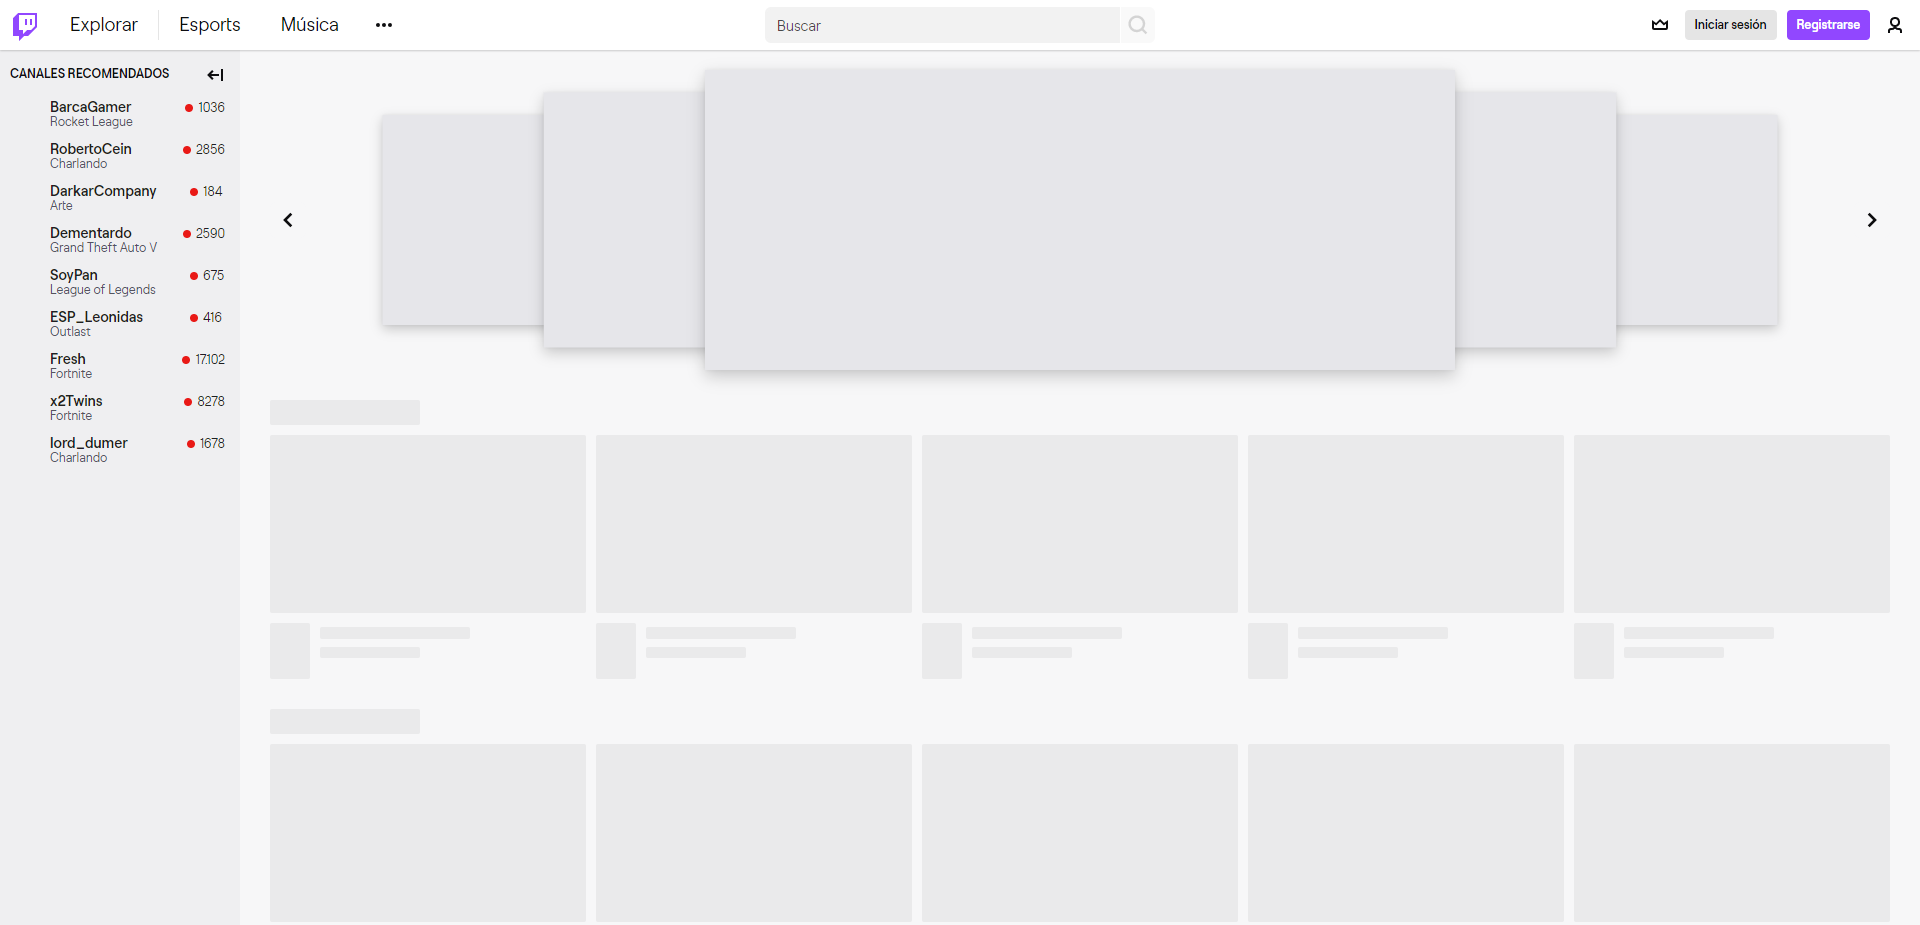 Explorar
Esports
Música
Buscar
Iniciar sesión
Registrarse
CANALES RECOMENDADOS
BarcaGamer 1036
Rocket League
RobertoCein 2856
Charlando
DarkarCompany 184
Arte
Dementardo 2590
Grand Theft Auto V
SoyPan 675
League of Legends
ESP_Leonidas 416
Outlast
Fresh 17.102
Fortnite
x2Twins 8278
Fortnite
lord_dumer 1678
Charlando